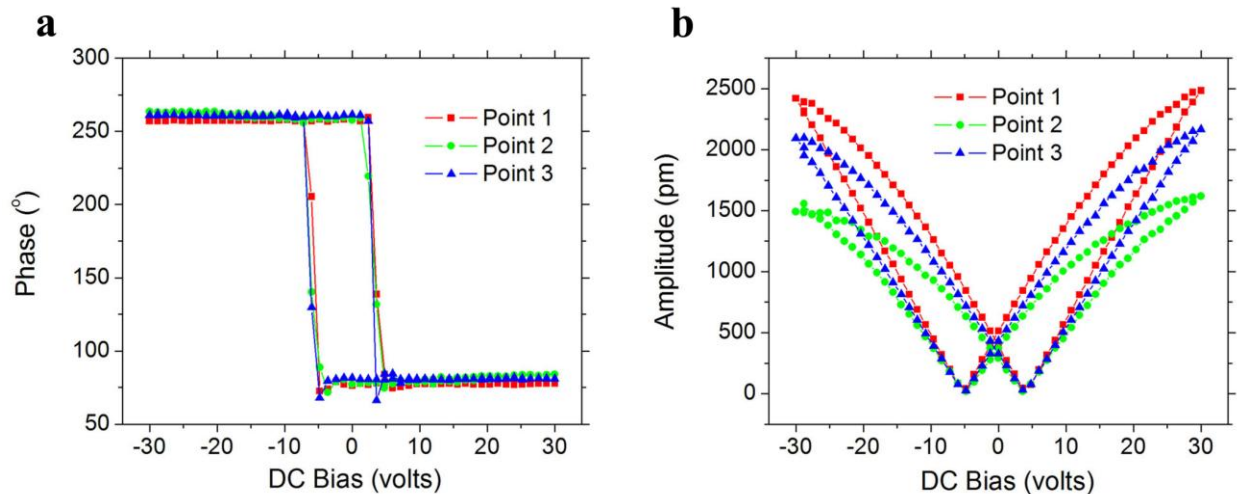 a
300
250
200
150
100
50
Phase (°)
Point 1
Point 2
Point 3
-30 -20 -10 0 10 20 30
DC Bias (volts)
b
2500
2000
1500
1000
500
0
Amplitude (pm)
Point 1
Point 2
Point 3
-30 -20 -10 0 10 20 30
DC Bias (volts)